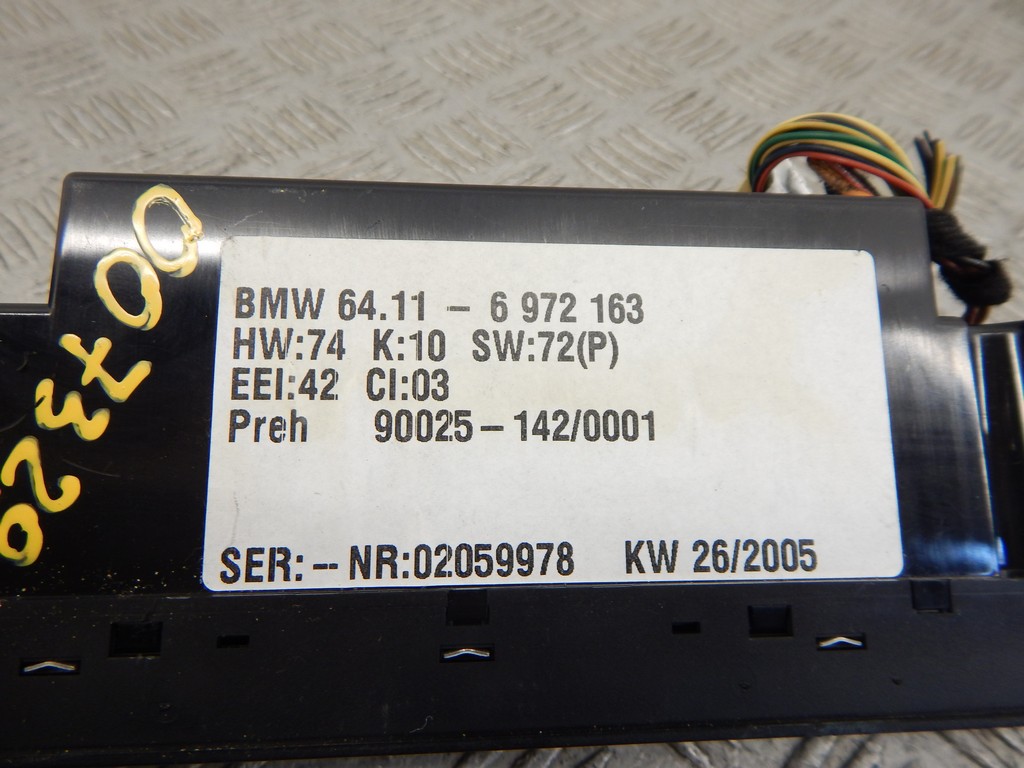 BMW 64.11 – 6 972 163
HW:74 K:10 SW:72(P)
EEI:42 CI:03
Preh 90025–142/0001
SER:-– NR:02059978 KW 26/2005